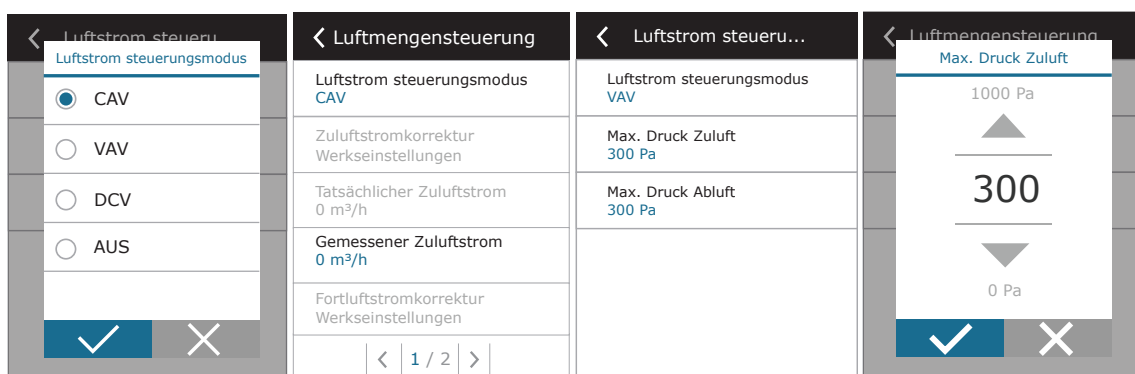 Luftstrom steueru...
Luftstrom steuerungsmodus
CAV
VAV
DCV
AUS
Luftmengensteuerung
Luftstrom steuerungsmodus
CAV
Zuluftstromkorrektur
Werkseinstellungen
Tatsächlicher Zuluftstrom
0 m³/h
Gemessener Zuluftstrom
0 m³/h
Fortluftstromkorrektur
Werkseinstellungen
1 / 2
Luftstrom steueru...
Luftstrom steuerungsmodus
VAV
Max. Druck Zuluft
300 Pa
Max. Druck Abluft
300 Pa
Luftmengensteuerung
Max. Druck Zuluft
1000 Pa
300
0 Pa